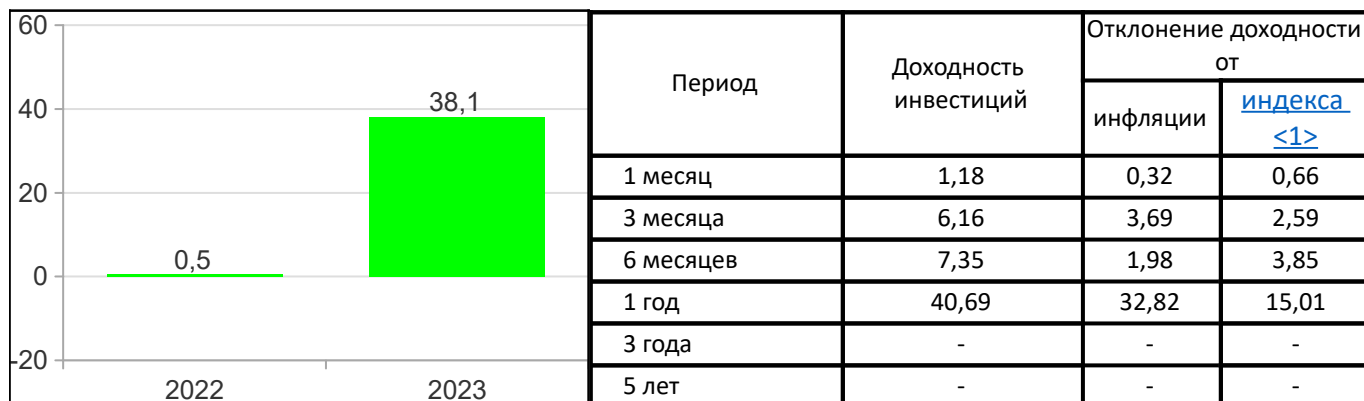 60
40
20
0
-20
0,5
38,1
2022
2023
Период
Доходность
инвестиций
Отклонение доходности
от
инфляции
индекса
<1>
1 месяц 1,18 0,32 0,66
3 месяца 6,16 3,69 2,59
6 месяцев 7,35 1,98 3,85
1 год 40,69 32,82 15,01
3 года - - -
5 лет - - -